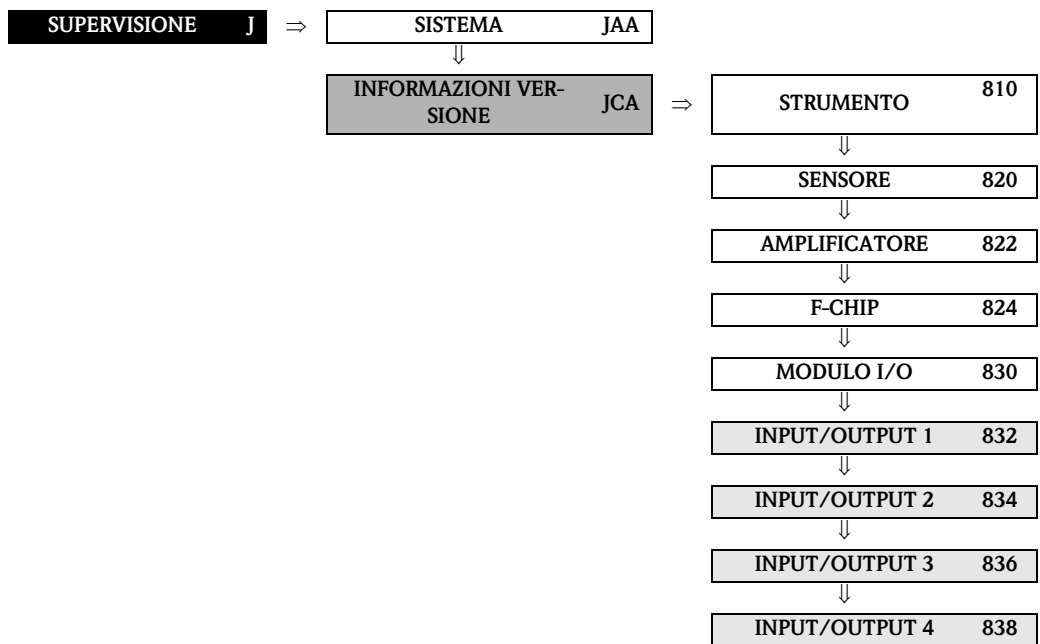 SUPERVISIONE J ⇒ SISTEMA JAA
⇓
INFORMAZIONI VER-
SIONE JCA ⇒ STRUMENTO 810
⇓
SENSORE 820
⇓
AMPLIFICATORE 822
⇓
F-CHIP 824
⇓
MODULO I/O 830
⇓
INPUT/OUTPUT 1 832
⇓
INPUT/OUTPUT 2 834
⇓
INPUT/OUTPUT 3 836
⇓
INPUT/OUTPUT 4 838